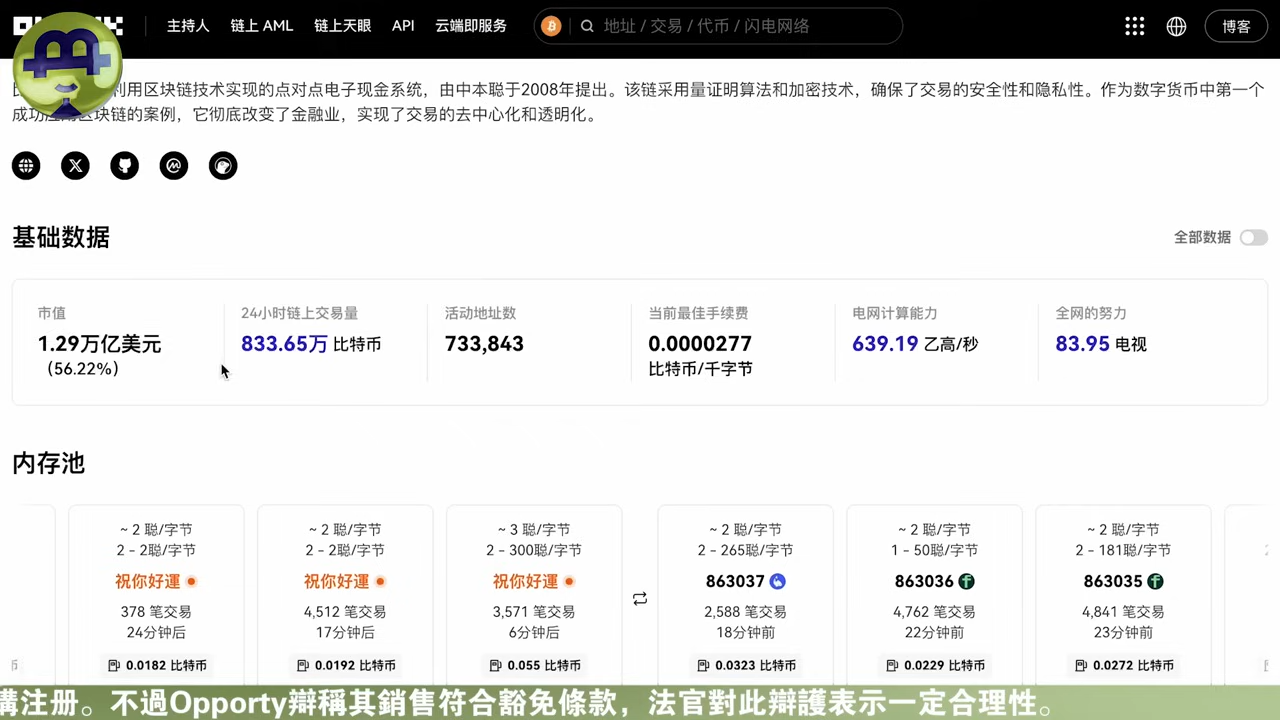 主持人 链上 AML 链上天眼 API 云端即服务 地址 / 交易 / 代币 / 闪电网络 博客
利用区块链技术实现的点对点电子现金系统，由中本聪于2008年提出。该链采用量证明算法和加密技术，确保了交易的安全性和隐私性。作为数字货币中第一个
成功应用区块链的案例，它彻底改变了金融业，实现了交易的去中心化和透明化。
基础数据 全部数据
市值 24小时链上交易量 活动地址数 当前最佳手续费 电网计算能力 全网的努力
1.29万亿美元 833.65万 比特币 733,843 0.0000277 639.19 乙高/秒 83.95 电视
（56.22%） 比特币/千字节
内存池
~ 2 聪/字节 ~ 2 聪/字节 ~ 3 聪/字节 ~ 2 聪/字节 ~ 2 聪/字节 ~ 2 聪/字节
2 - 2聪/字节 2 - 2聪/字节 2 - 300聪/字节 2 - 265聪/字节 1 - 50聪/字节 2 - 181聪/字节
祝你好運 祝你好運 祝你好運 863037 863036 863035
378 笔交易 4,512 笔交易 3,571 笔交易 2,588 笔交易 4,762 笔交易 4,841 笔交易
24分钟后 17分钟后 6分钟后 18分钟前 22分钟前 23分钟前
币 0.0182 比特币 0.0192 比特币 0.055 比特币 0.0323 比特币 0.0229 比特币 0.0272 比特币
注册。不過Opporty辯稱其銷售符合豁免條款，法官對此辯護表示一定合理性。